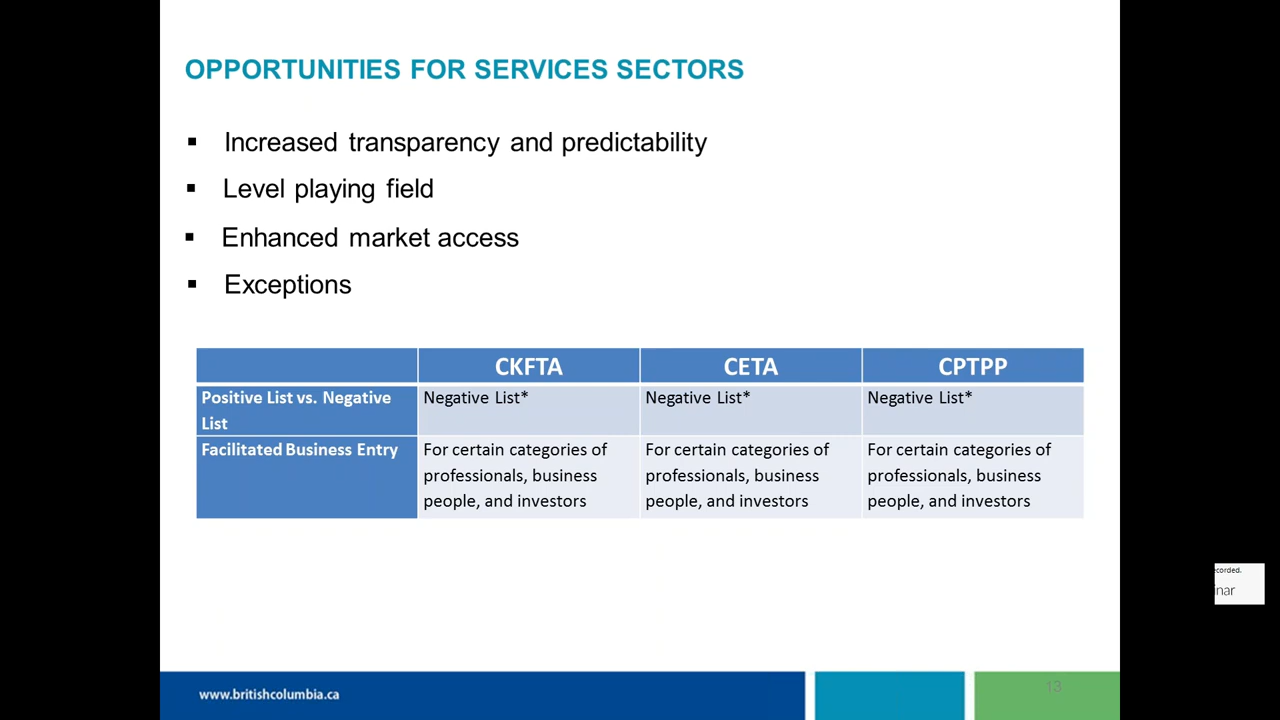 OPPORTUNITIES FOR SERVICES SECTORS
▪ Increased transparency and predictability
▪ Level playing field
▪ Enhanced market access
▪ Exceptions
CKFTA CETA CPTPP
Positive List vs. Negative List Negative List* Negative List* Negative List*
Facilitated Business Entry For certain categories of professionals, business people, and investors For certain categories of professionals, business people, and investors For certain categories of professionals, business people, and investors
ecorded.
inar
www.britishcolumbia.ca
13